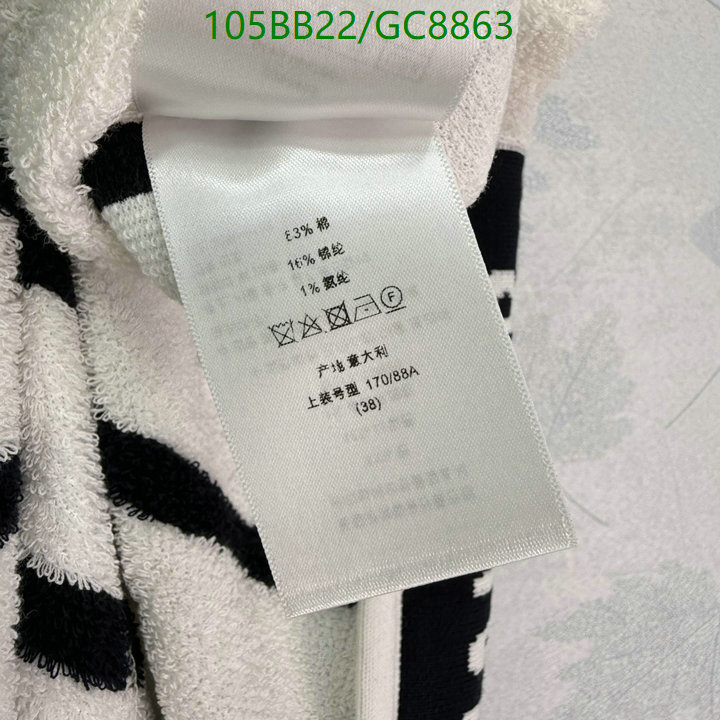 105BB22/GC8863
83% 棉
16% 锦纶
1% 氨纶
F
产地意大利
上装号型 170/88A
(38)